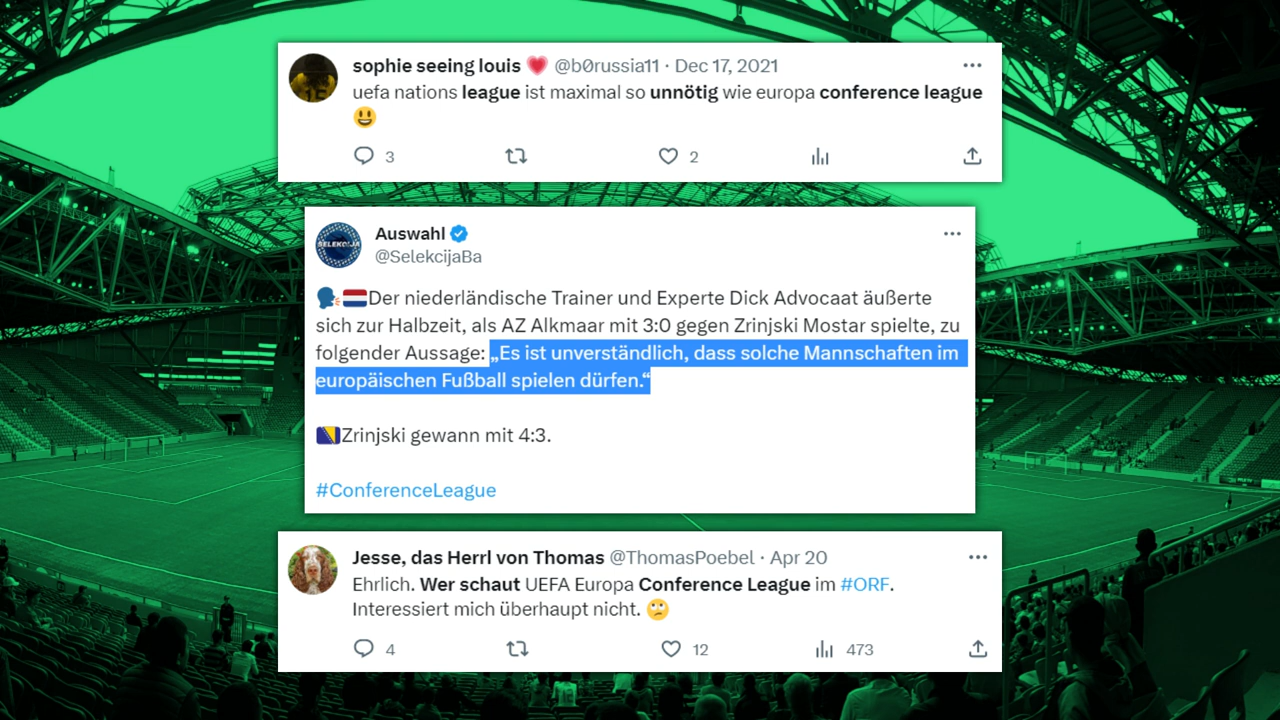 sophie seeing louis 💗 @b0russia11 · Dec 17, 2021
uefa nations league ist maximal so unnötig wie europa conference league
😃
3 2
SELEKCIJA
Auswahl
@SelekcijaBa
🗣️🇳🇱Der niederländische Trainer und Experte Dick Advocaat äußerte
sich zur Halbzeit, als AZ Alkmaar mit 3:0 gegen Zrinjski Mostar spielte, zu
folgender Aussage: „Es ist unverständlich, dass solche Mannschaften im
europäischen Fußball spielen dürfen.“
🇧🇦Zrinjski gewann mit 4:3.
#ConferenceLeague
Jesse, das Herrl von Thomas @ThomasPoebel · Apr 20
Ehrlich. Wer schaut UEFA Europa Conference League im #ORF.
Interessiert mich überhaupt nicht. 🙄
4 12 473